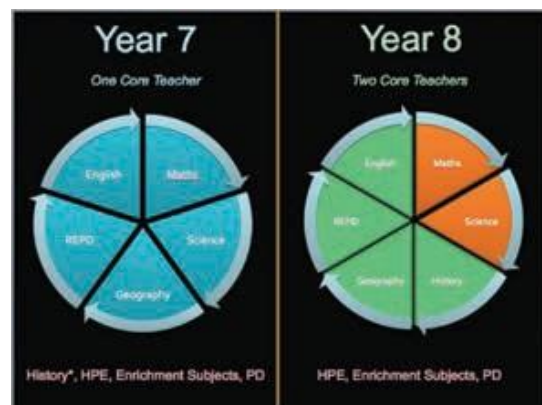 Year 7
One Core Teacher
English
Maths
REPD
Science
Geography
History*, HPE, Enrichment Subjects, PD
Year 8
Two Core Teachers
English
Maths
REPD
Science
Geography
History
HPE, Enrichment Subjects, PD